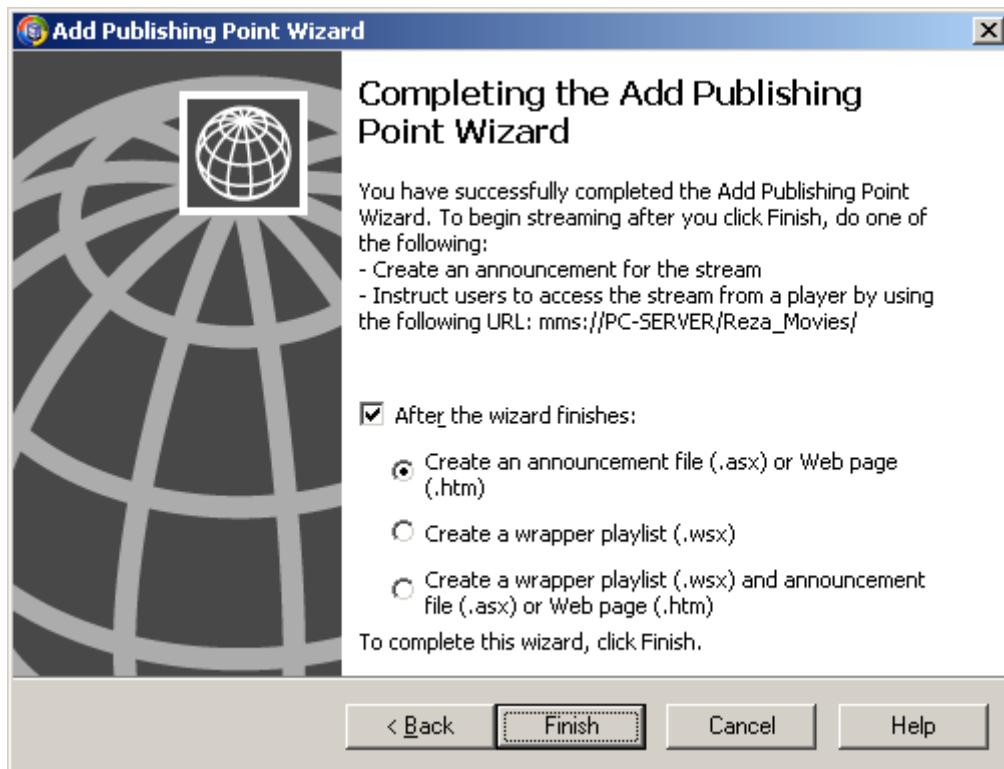 Add Publishing Point Wizard
Completing the Add Publishing
Point Wizard
You have successfully completed the Add Publishing Point
Wizard. To begin streaming after you click Finish, do one of
the following:
- Create an announcement for the stream
- Instruct users to access the stream from a player by using
the following URL: mms://PC-SERVER/Reza_Movies/
After the wizard finishes:
Create an announcement file (.asx) or Web page
(.htm)
Create a wrapper playlist (.wsx)
Create a wrapper playlist (.wsx) and announcement
file (.asx) or Web page (.htm)
To complete this wizard, click Finish.
< Back
Finish
Cancel
Help